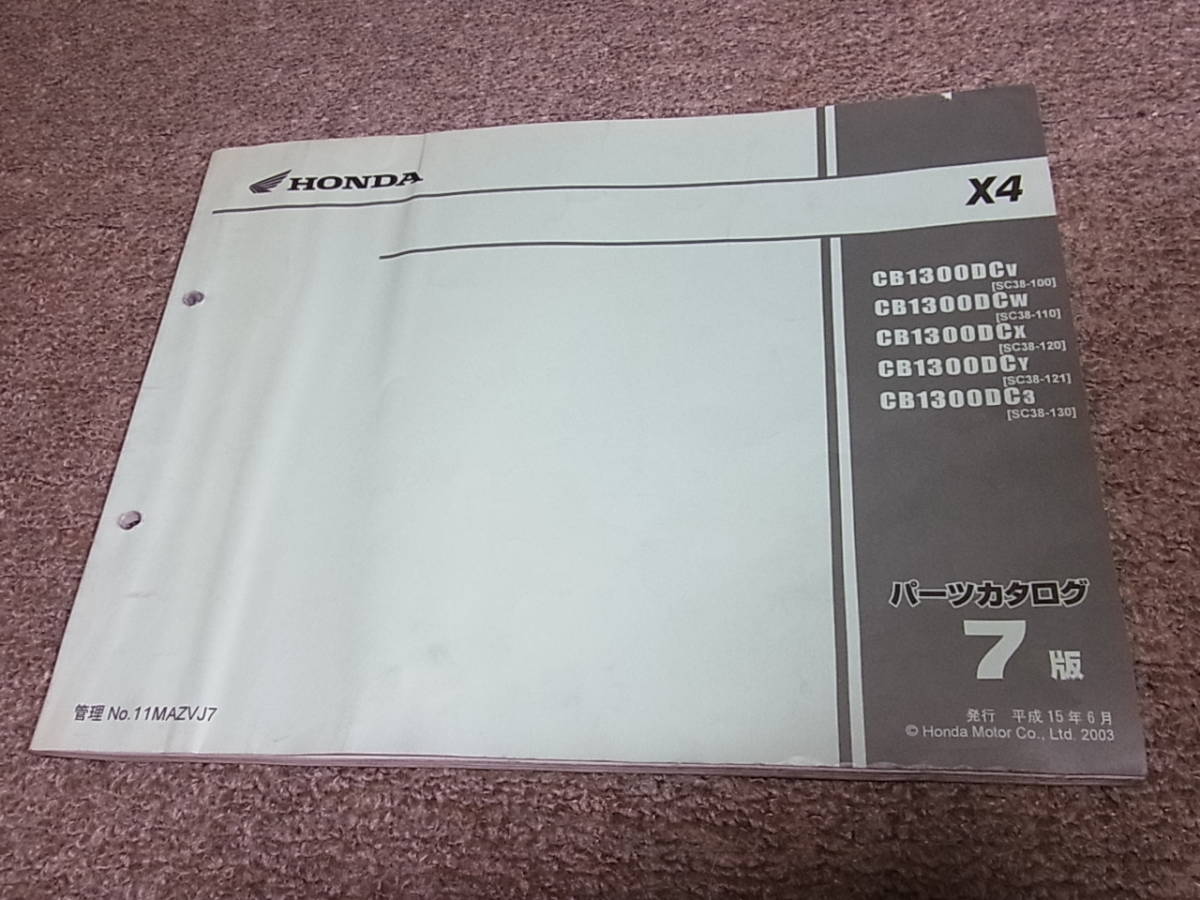 HONDA
X4
CB1300DCV
[SC38-100]
CB1300DCW
[SC38-110]
CB1300DCX
[SC38-120]
CB1300DCY
[SC38-121]
CB1300DC3
[SC38-130]
パーツカタログ
7版
管理 No.11MAZVJ7
発行 平成15年6月
© Honda Motor Co., Ltd. 2003